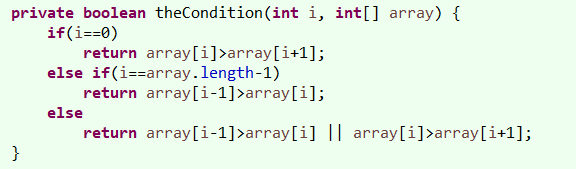 private boolean theCondition(int i, int[] array) {
    if(i==0)
        return array[i]>array[i+1];
    else if(i==array.length-1)
        return array[i-1]>array[i];
    else
        return array[i-1]>array[i] || array[i]>array[i+1];
}